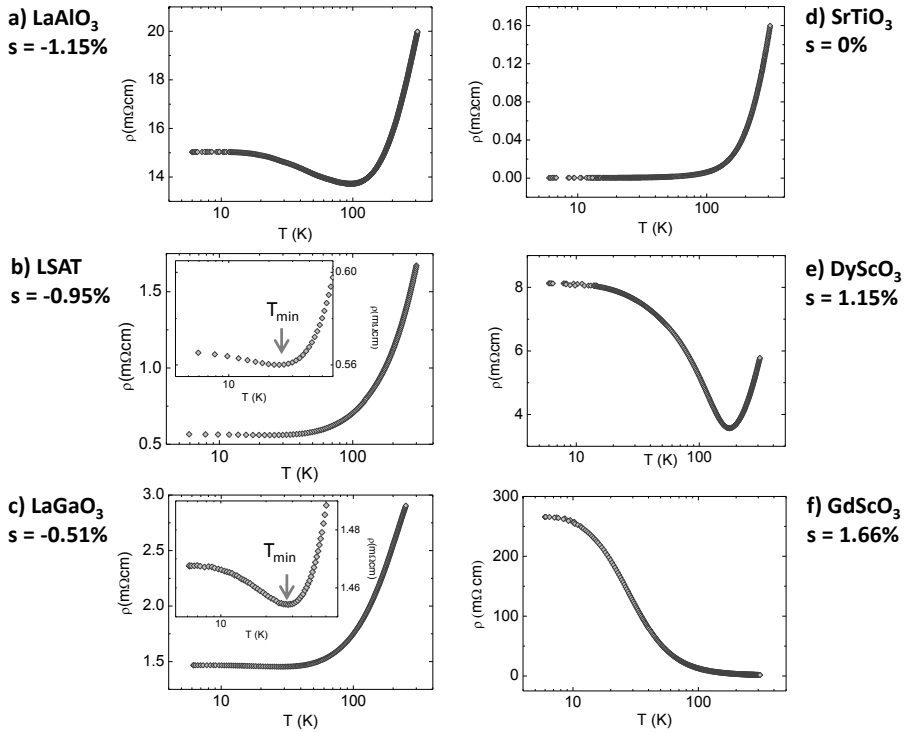 a) LaAlO3
s = -1.15%
20
18
16
14
ρ(mΩcm)
10
100
T (K)
d) SrTiO3
s = 0%
0.16
0.12
0.08
0.04
0.00
ρ(mΩcm)
10
100
T (K)
b) LSAT
s = -0.95%
1.5
1.0
0.5
ρ(mΩcm)
10
100
T (K)
Tmin
0.60
0.56
ρ(mΩcm)
10
T (K)
e) DyScO3
s = 1.15%
8
6
4
ρ(mΩcm)
10
100
T (K)
c) LaGaO3
s = -0.51%
3.0
2.5
2.0
1.5
ρ(mΩcm)
10
100
T (K)
Tmin
1.48
1.46
ρ(mΩcm)
10
T (K)
f) GdScO3
s = 1.66%
300
200
100
0
ρ (mΩ cm)
10
100
T (K)